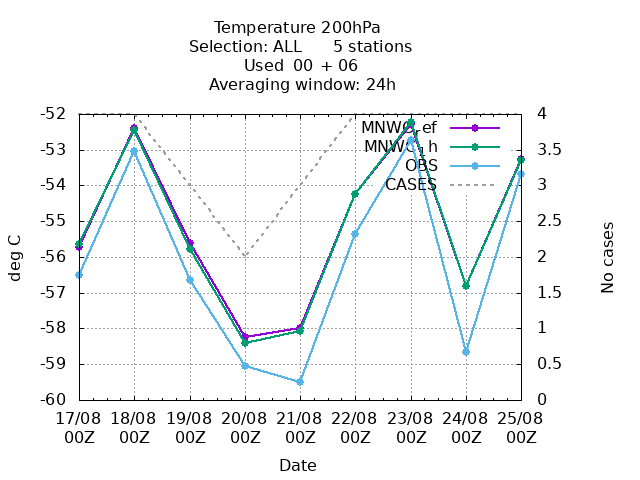 Temperature 200hPa
Selection: ALL 5 stations
Used 00 + 06
Averaging window: 24h
-52
-53
-54
-55
-56
-57
-58
-59
-60
4
3.5
3
2.5
2
1.5
1
0.5
0
OBS
CASES
deg C
No cases
17/08 18/08 19/08 20/08 21/08 22/08 23/08 24/08 25/08
00Z 00Z 00Z 00Z 00Z 00Z 00Z 00Z 00Z
Date